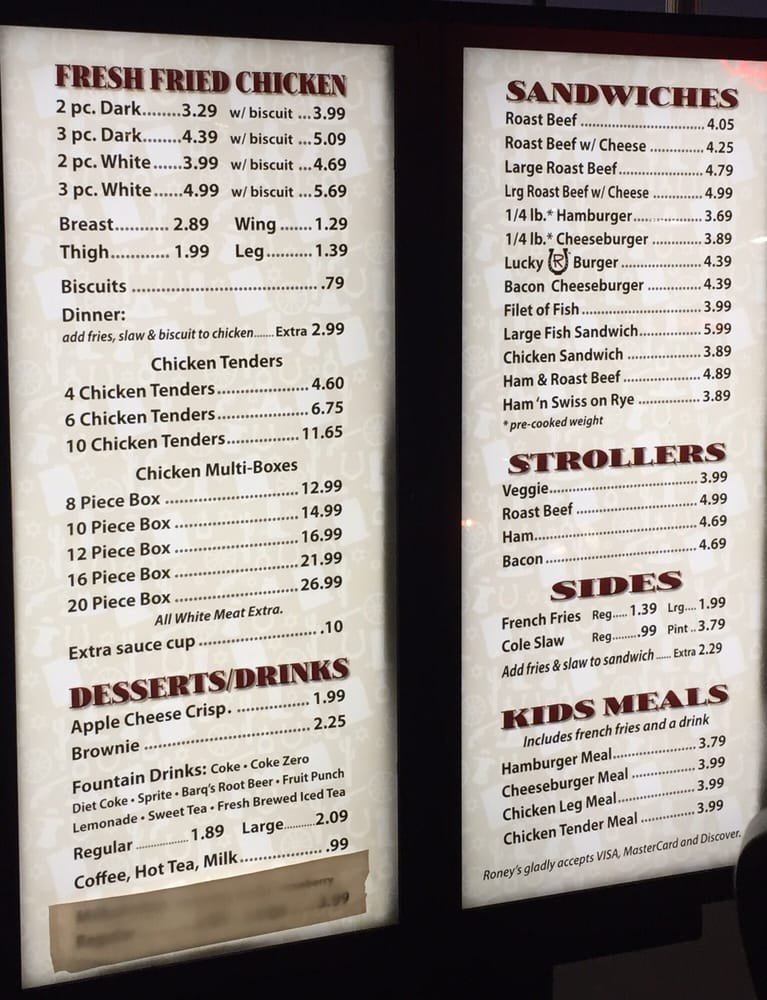 FRESH FRIED CHICKEN
2 pc. Dark........3.29 w/ biscuit ...3.99
3 pc. Dark.......4.39 w/ biscuit ...5.09
2 pc. White......3.99 w/ biscuit ...4.69
3 pc. White......4.99 w/ biscuit ...5.69
Breast........... 2.89 Wing ....... 1.29
Thigh............ 1.99 Leg.......... 1.39
Biscuits .......................................79
Dinner:
add fries, slaw & biscuit to chicken.......Extra 2.99
Chicken Tenders
4 Chicken Tenders.................... 4.60
6 Chicken Tenders.................... 6.75
10 Chicken Tenders................ 11.65
Chicken Multi-Boxes
8 Piece Box .............................. 12.99
10 Piece Box ............................ 14.99
12 Piece Box ............................ 16.99
16 Piece Box ............................ 21.99
20 Piece Box ............................ 26.99
All White Meat Extra.
Extra sauce cup ............................ .10
DESSERTS/DRINKS
Apple Cheese Crisp. ................. 1.99
Brownie ....................................... 2.25
Fountain Drinks: Coke • Coke Zero
Diet Coke • Sprite • Barq's Root Beer • Fruit Punch
Lemonade • Sweet Tea • Fresh Brewed Iced Tea
Regular .................. 1.89 Large...........2.09
Coffee, Hot Tea, Milk................... .99
SANDWICHES
Roast Beef ................................... 4.05
Roast Beef w/ Cheese ............... 4.25
Large Roast Beef........................ 4.79
Lrg Roast Beef w/ Cheese .............. 4.99
1/4 lb.* Hamburger.................... 3.69
1/4 lb.* Cheeseburger ............... 3.89
Lucky R Burger ....................... 4.39
Bacon Cheeseburger ................ 4.39
Filet of Fish .................................. 3.99
Large Fish Sandwich.................. 5.99
Chicken Sandwich ..................... 3.89
Ham & Roast Beef ...................... 4.89
Ham 'n Swiss on Rye ................. 3.89
* pre-cooked weight
STROLLERS
Veggie.......................................... 3.99
Roast Beef ................................... 4.99
Ham............................................... 4.69
Bacon............................................ 4.69
SIDES
French Fries Reg..... 1.39 Lrg.... 1.99
Cole Slaw Reg.........99 Pint .. 3.79
Add fries & slaw to sandwich ...... Extra 2.29
KIDS MEALS
Includes french fries and a drink
Hamburger Meal......................... 3.79
Cheeseburger Meal .................... 3.99
Chicken Leg Meal........................ 3.99
Chicken Tender Meal .................. 3.99
Roney's gladly accepts VISA, MasterCard and Discover.